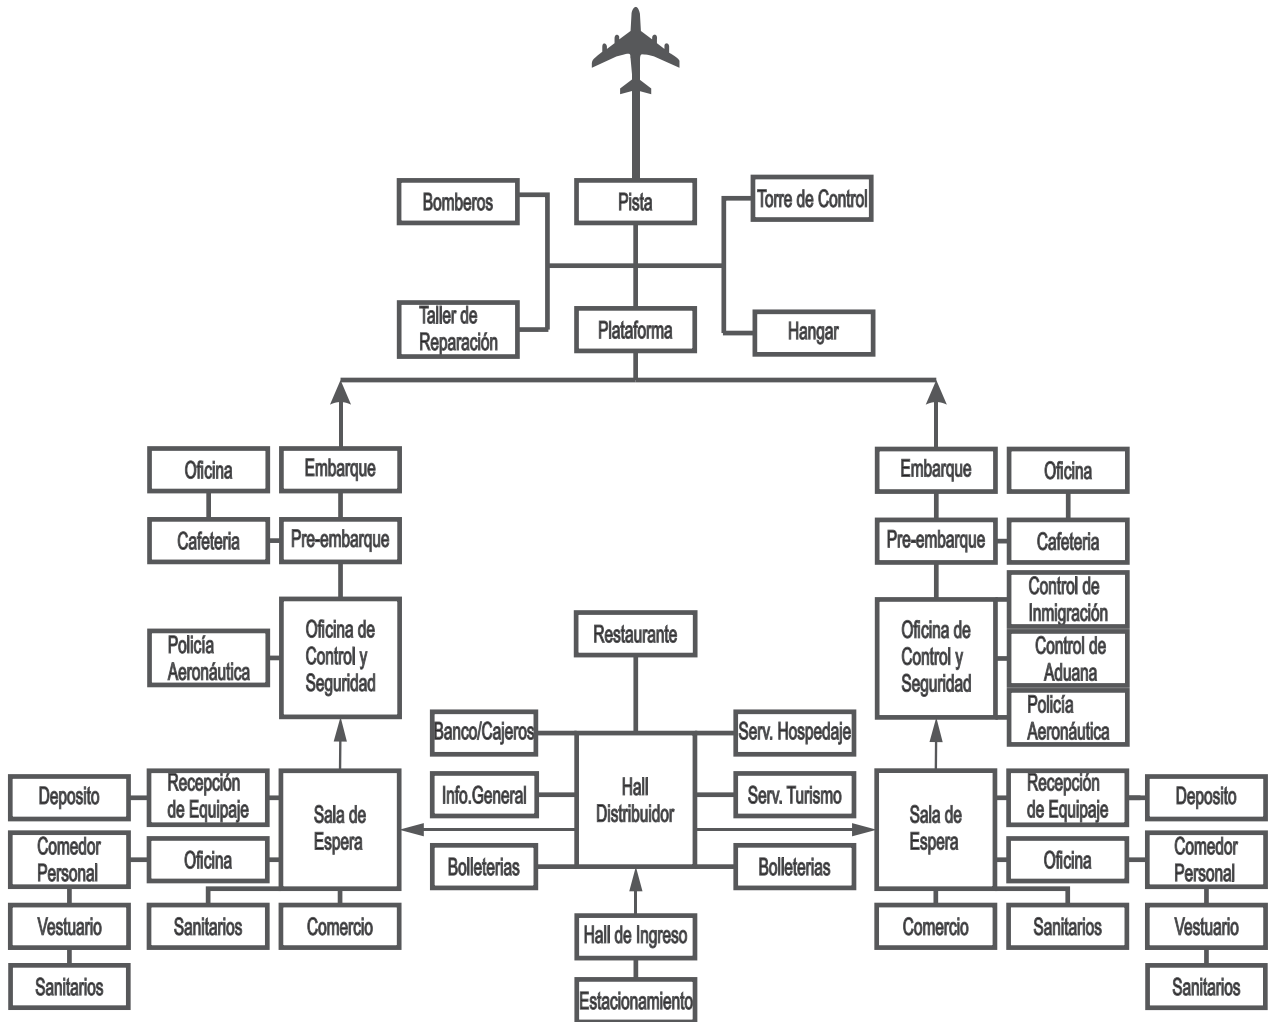 Bomberos
Pista
Torre de Control
Taller de
Reparación
Plataforma
Hangar
Oficina
Embarque
Embarque
Oficina
Cafeteria
Pre-embarque
Pre-embarque
Cafeteria
Control de
Inmigración
Policía
Aeronáutica
Oficina de
Control y
Seguridad
Restaurante
Oficina de
Control y
Seguridad
Control de
Aduana
Policía
Aeronáutica
Banco/Cajeros
Serv. Hospedaje
Deposito
Recepción
de Equipaje
Sala de
Espera
Info.General
Hall
Distribuidor
Serv. Turismo
Sala de
Espera
Recepción
de Equipaje
Deposito
Comedor
Personal
Oficina
Bolleterias
Bolleterias
Oficina
Comedor
Personal
Vestuario
Sanitarios
Comercio
Hall de Ingreso
Comercio
Sanitarios
Vestuario
Sanitarios
Estacionamiento
Sanitarios